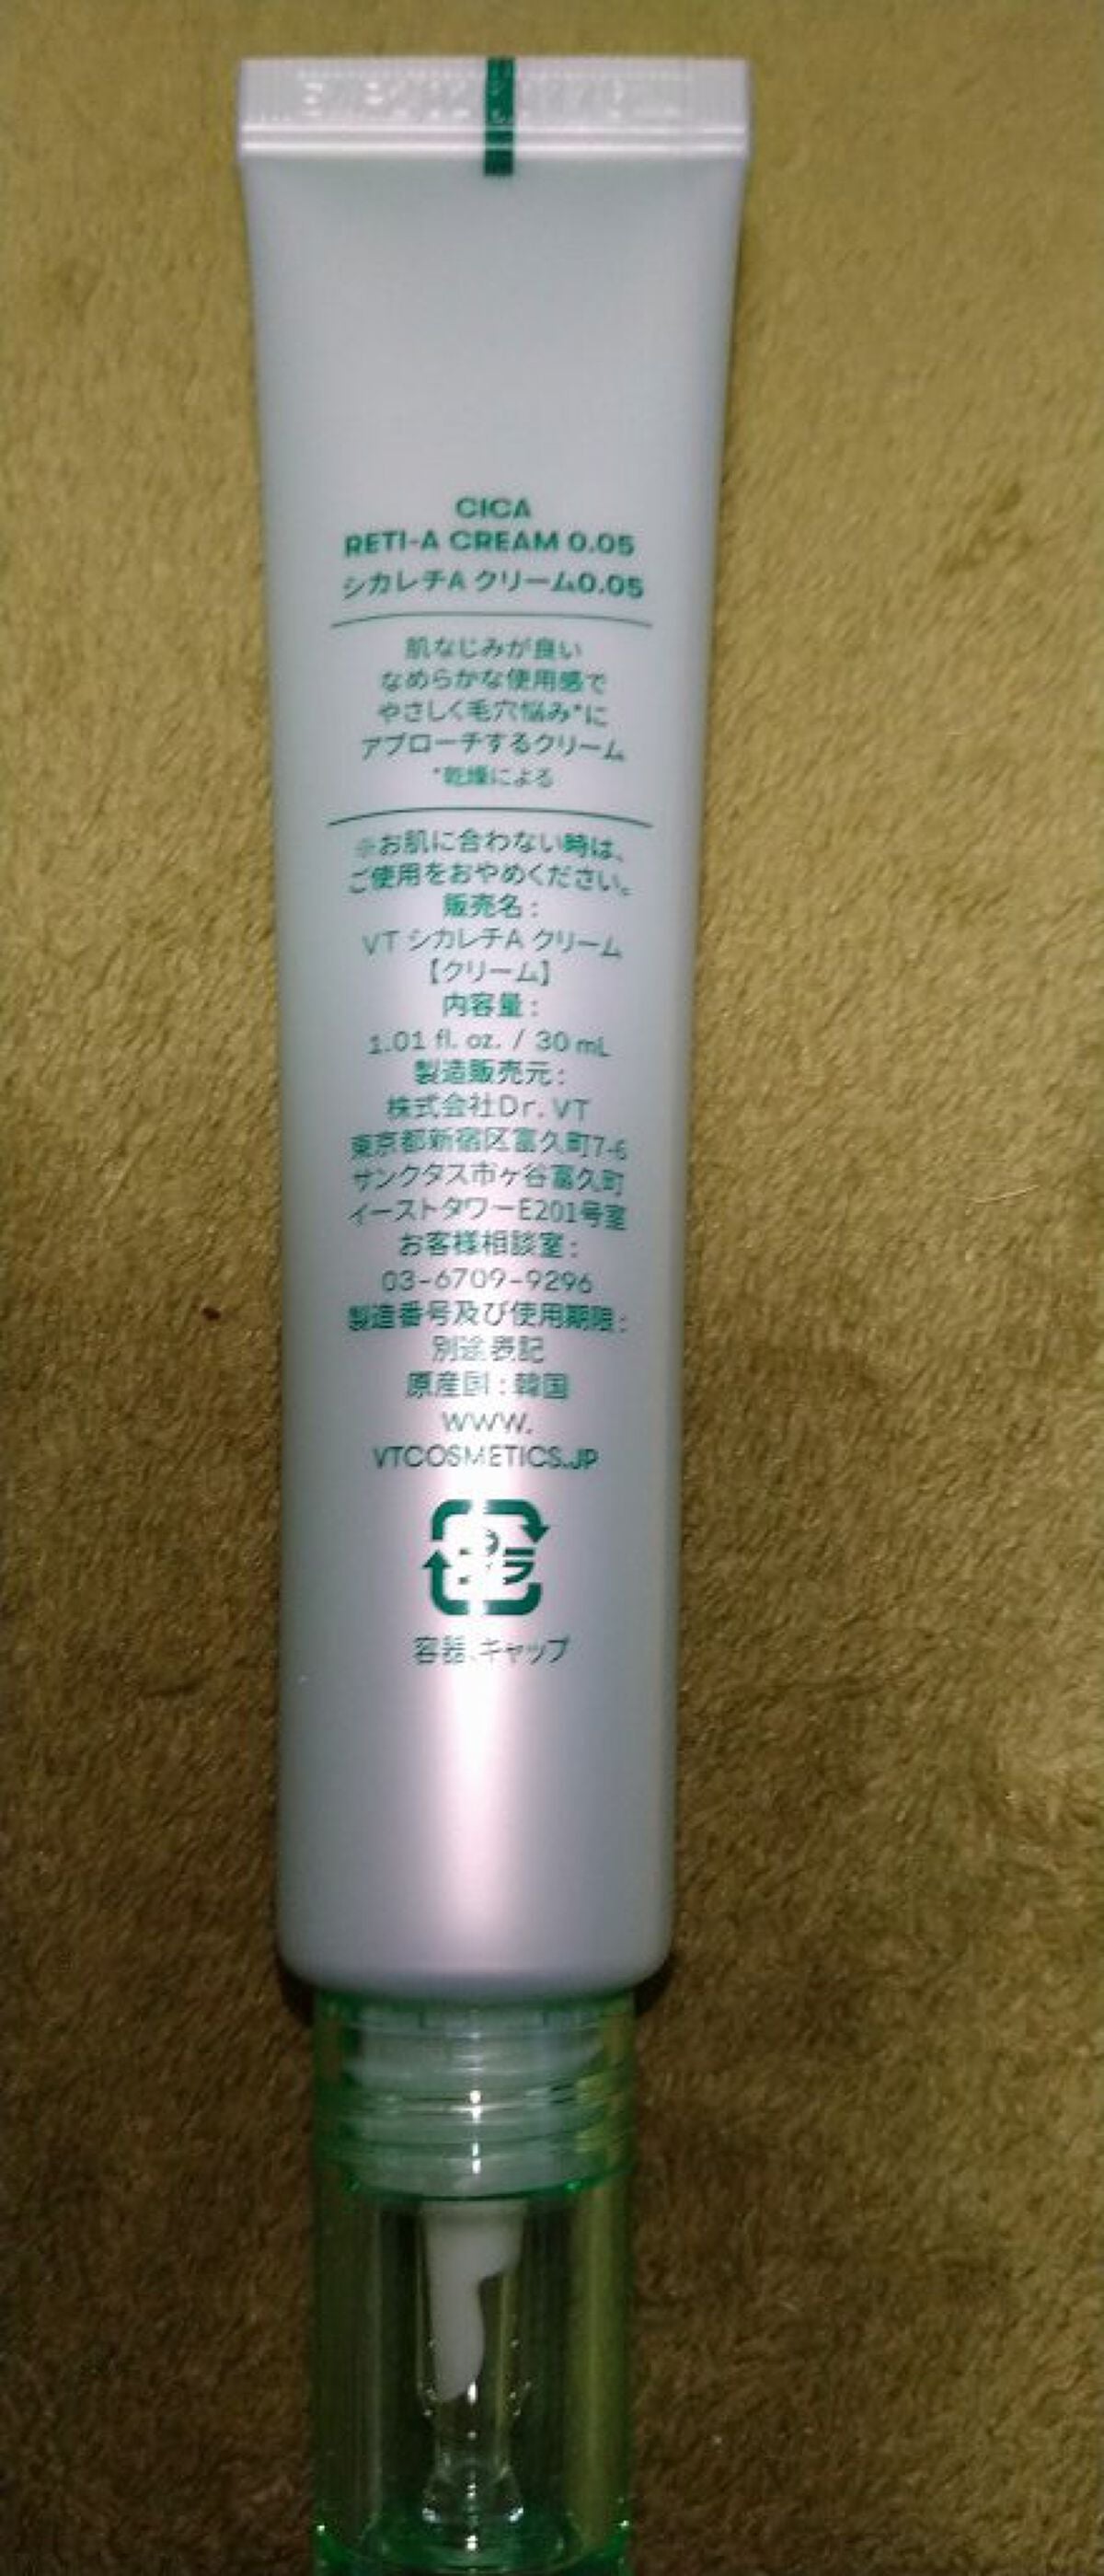 CICA
RETI-A CREAM 0.05
シカレチA クリーム0.05
肌なじみが良い
なめらかな使用感で
やさしく毛穴悩み*に
アプローチするクリーム
*乾燥による
※お肌に合わない時は、
ご使用をおやめください。
販売名：
VT シカレチA クリーム
【クリーム】
内容量：
1.01 fl. oz. / 30 mL
製造販売元：
株式会社Dr. VT
東京都新宿区富久町7-6
サンクタス市ヶ谷富久町
イーストタワーE201号室
お客様相談室：
03-6709-9296
製造番号及び使用期限：
別途表記
原産国：韓国
WWW.
VTCOSMETICS.JP
プラ
容器、キャップ